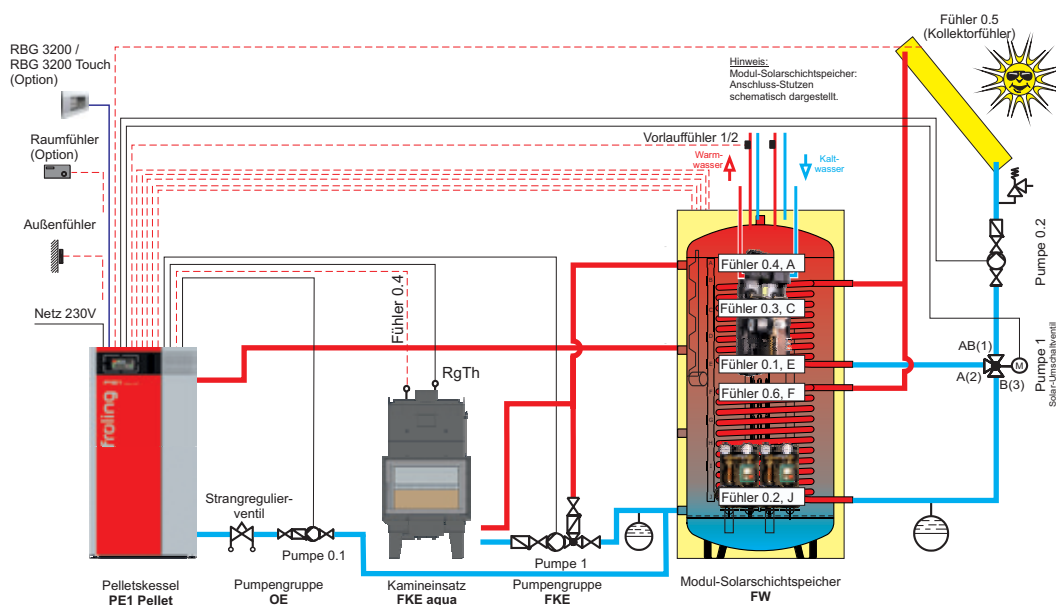 Fühler 0.5
(Kollektorfühler)
RBG 3200 /
RBG 3200 Touch
(Option)
Hinweis:
Modul-Solarschichtspeicher:
Anschluss-Stutzen
schematisch dargestellt.
Raumfühler
(Option)
Vorlauffühler 1/2
Warm-
wasser
Kalt-
wasser
Außenfühler
Pumpe 0.2
Fühler 0.4, A
Fühler 0.4
Netz 230V
Fühler 0.3, C
AB(1)
A(2)
B(3)
M
Pumpe 1
Solar-Umschaltventil
Fühler 0.1, E
PE1
RgTh
Fühler 0.6, F
froling
Strangregulier-
ventil
Fühler 0.2, J
Pumpe 0.1
Pumpe 1
Pelletskessel
PE1 Pellet
Pumpengruppe
OE
Kamineinsatz
FKE aqua
Pumpengruppe
FKE
Modul-Solarschichtspeicher
FW